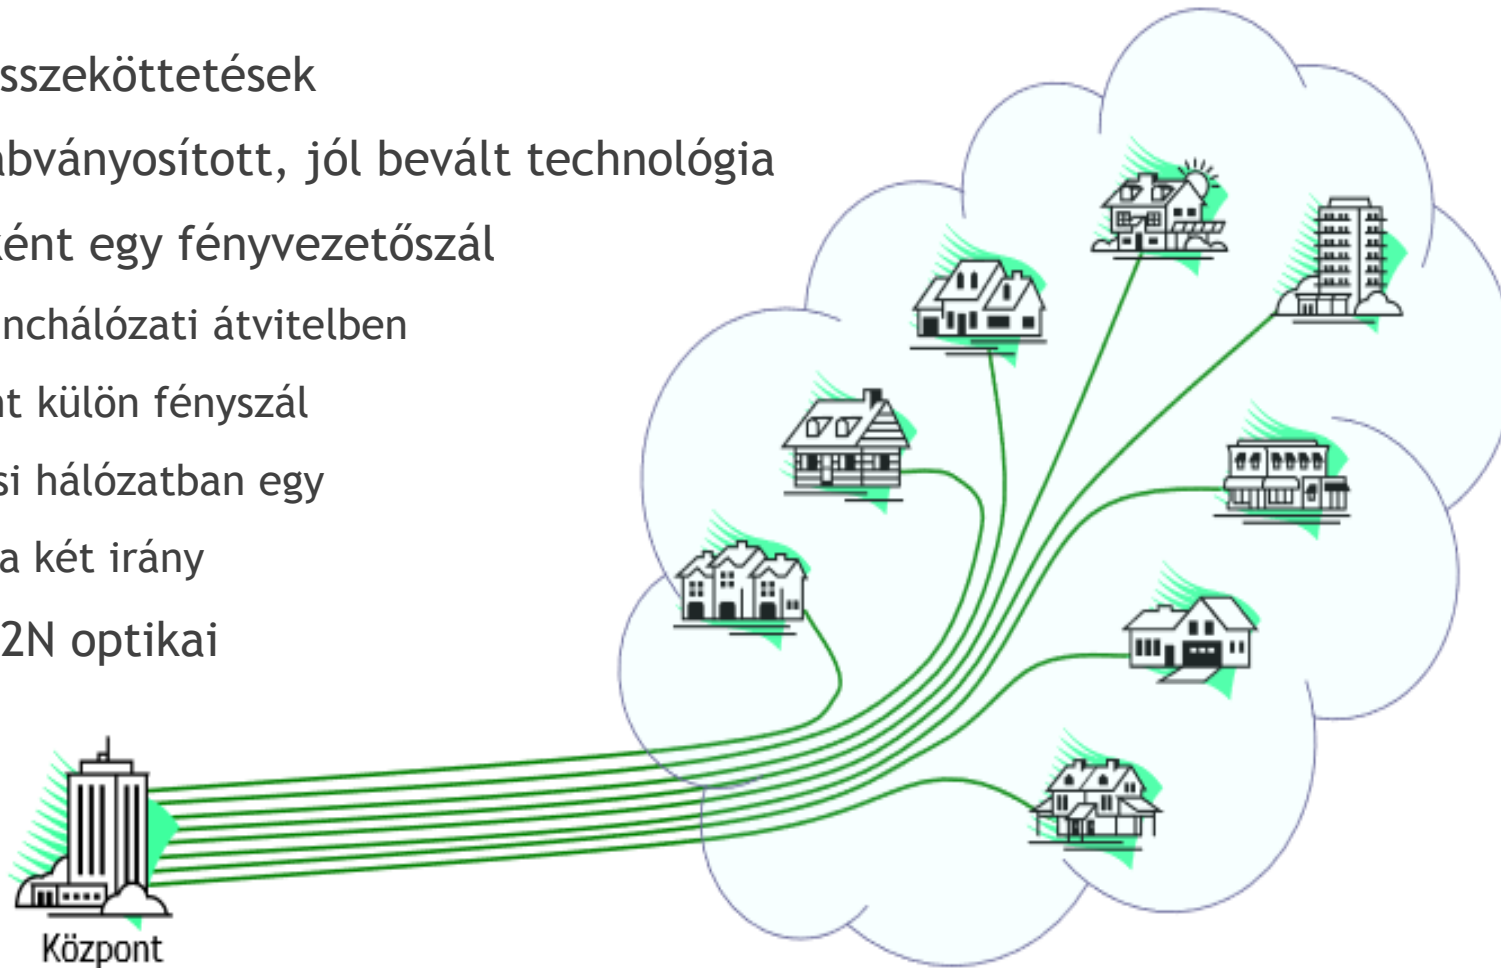 sszeköttetések
abványosított, jól bevált technológia
ként egy fényvezetőszál
nchálózati átvitelben
nt külön fényszál
si hálózatban egy
a két irány
2N optikai
Központ